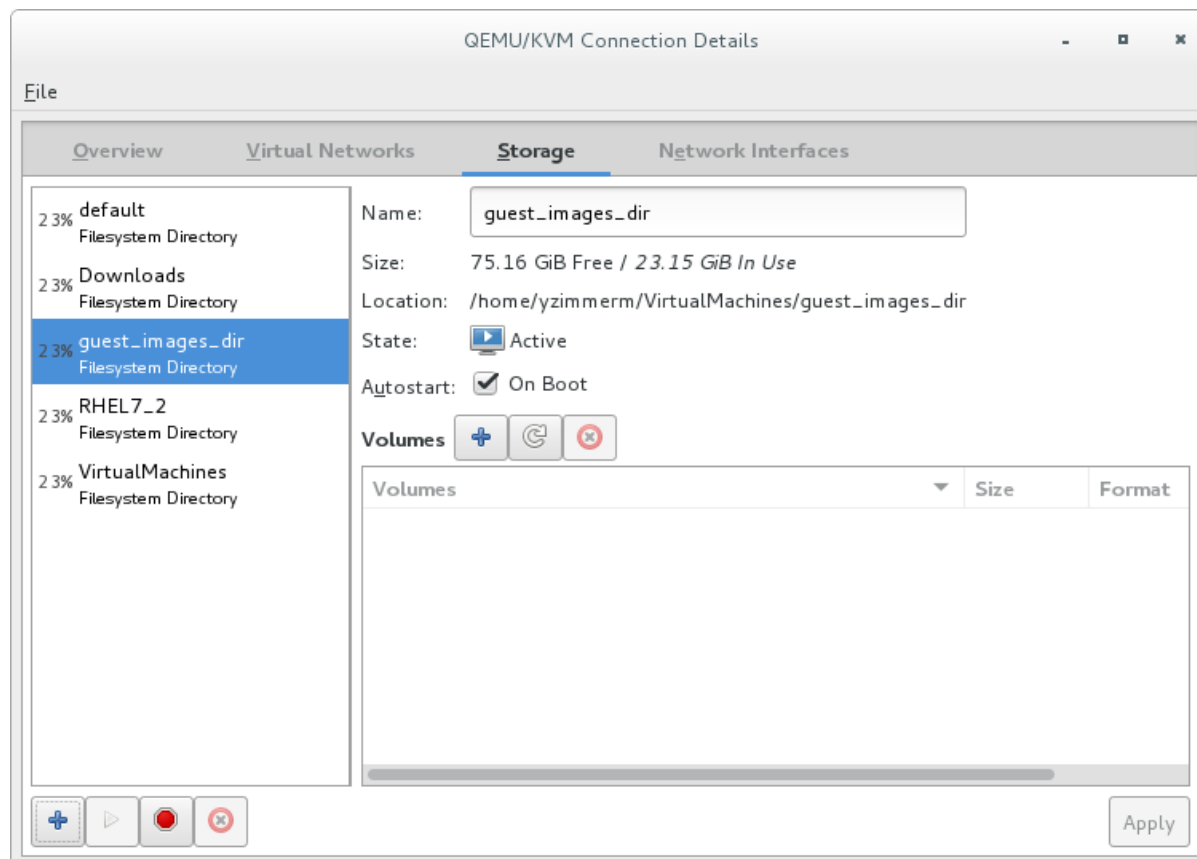 QEMU/KVM Connection Details
File
Overview Virtual Networks Storage Network Interfaces
23% default
Filesystem Directory
23% Downloads
Filesystem Directory
23% guest_images_dir
Filesystem Directory
23% RHEL7_2
Filesystem Directory
23% VirtualMachines
Filesystem Directory
Name: guest_images_dir
Size: 75.16 GiB Free / 23.15 GiB In Use
Location: /home/yzimmerm/VirtualMachines/guest_images_dir
State: Active
Autostart: On Boot
Volumes
Volumes Size Format
Apply